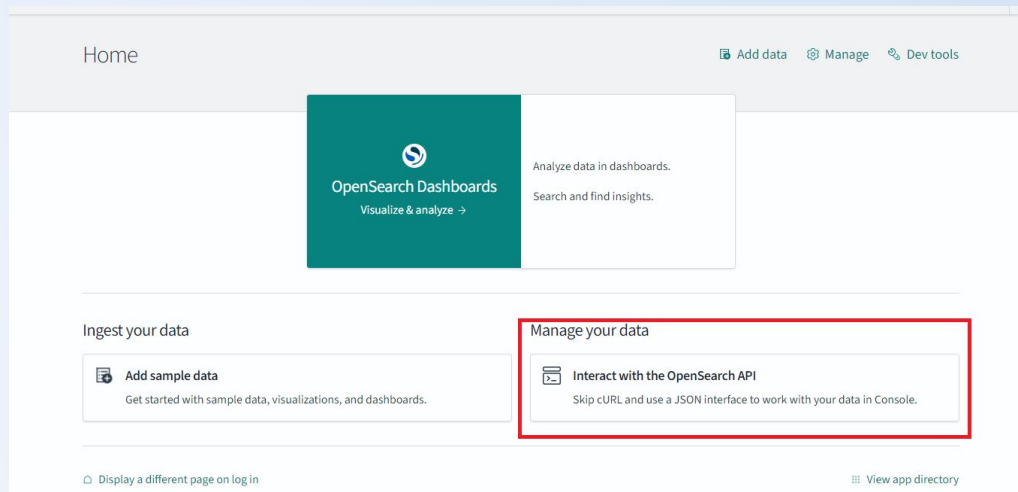 Home
Add data
Manage
Dev tools
OpenSearch Dashboards
Visualize & analyze →
Analyze data in dashboards.
Search and find insights.
Ingest your data
Add sample data
Get started with sample data, visualizations, and dashboards.
Manage your data
Interact with the OpenSearch API
Skip cURL and use a JSON interface to work with your data in Console.
Display a different page on log in
View app directory